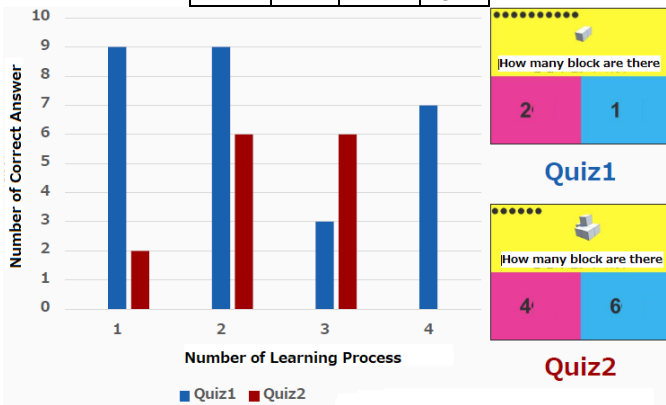 10
9
8
7
6
5
4
3
2
1
0
Number of Correct Answer
1 2 3 4
Number of Learning Process
Quiz1 Quiz2
How many block are there
2 1
Quiz1
How many block are there
4 6
Quiz2